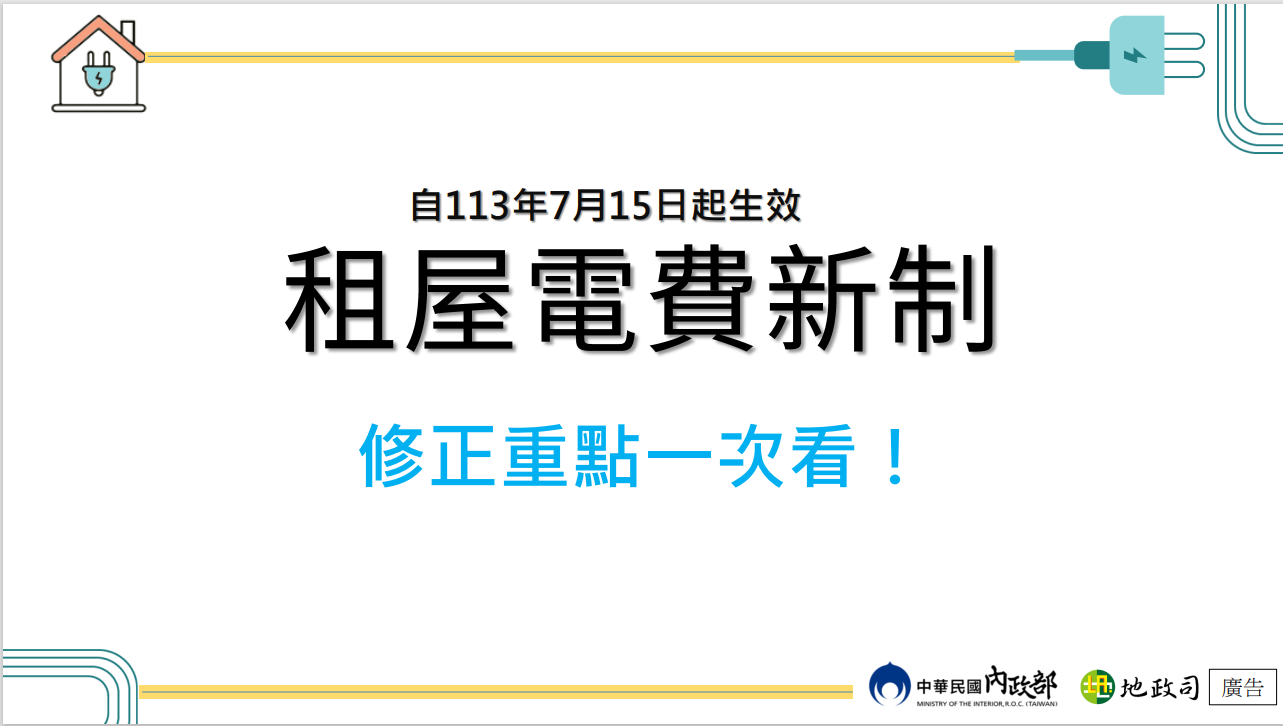 自113年7月15日起生效
租屋電費新制
修正重點一次看！
中華民國內政部
MINISTRY OF THE INTERIOR, R.O.C. (TAIWAN)
地政司
廣告